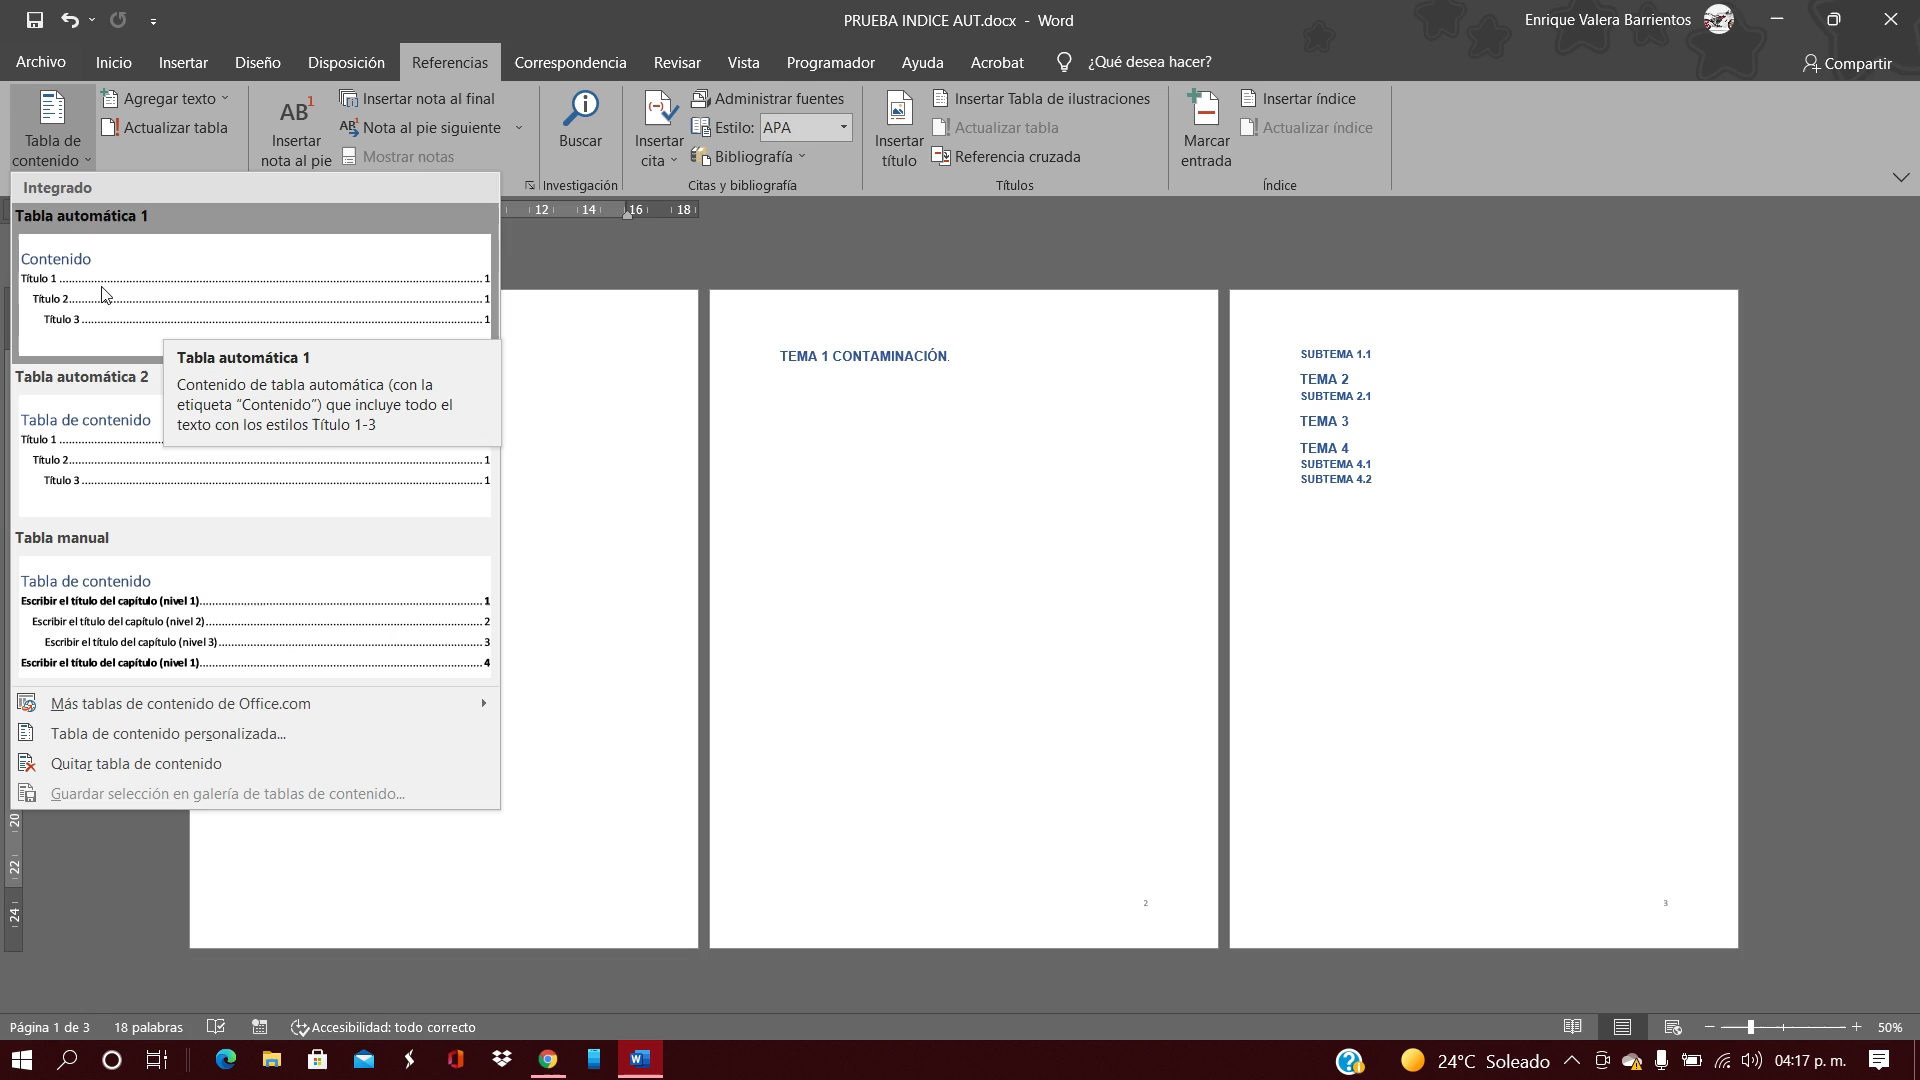 PRUEBA INDICE AUT.docx - Word
Enrique Valera Barrientos
Archivo
Inicio
Insertar
Diseño
Disposición
Referencias
Correspondencia
Revisar
Vista
Programador
Ayuda
Acrobat
¿Qué desea hacer?
Compartir
Tabla de
contenido
Agregar texto
Actualizar tabla
AB1
Insertar
nota al pie
Insertar nota al final
AB1 Nota al pie siguiente
Mostrar notas
Buscar
Investigación
Insertar
cita
Administrar fuentes
Estilo: APA
Bibliografía
Citas y bibliografía
Insertar
título
Insertar Tabla de ilustraciones
Actualizar tabla
Referencia cruzada
Títulos
Marcar
entrada
Insertar índice
Actualizar índice
Índice
12 14 16 18
Integrado
Tabla automática 1
Contenido
Título 1 ........ 1
Título 2 ........ 1
Título 3 ........ 1
Tabla automática 1
Contenido de tabla automática (con la
etiqueta “Contenido”) que incluye todo el
texto con los estilos Título 1-3
Tabla automática 2
Tabla de contenido
Título 1 ........
Título 2 ........ 1
Título 3 ........ 1
Tabla manual
Tabla de contenido
Escribir el título del capítulo (nivel 1) ........ 1
Escribir el título del capítulo (nivel 2) ........ 2
Escribir el título del capítulo (nivel 3) ........ 3
Escribir el título del capítulo (nivel 1) ........ 4
Más tablas de contenido de Office.com
Tabla de contenido personalizada...
Quitar tabla de contenido
Guardar selección en galería de tablas de contenido...
20
22
24
TEMA 1 CONTAMINACIÓN.
2
SUBTEMA 1.1
TEMA 2
SUBTEMA 2.1
TEMA 3
TEMA 4
SUBTEMA 4.1
SUBTEMA 4.2
3
Página 1 de 3
18 palabras
Accesibilidad: todo correcto
50%
24°C Soleado
04:17 p. m.